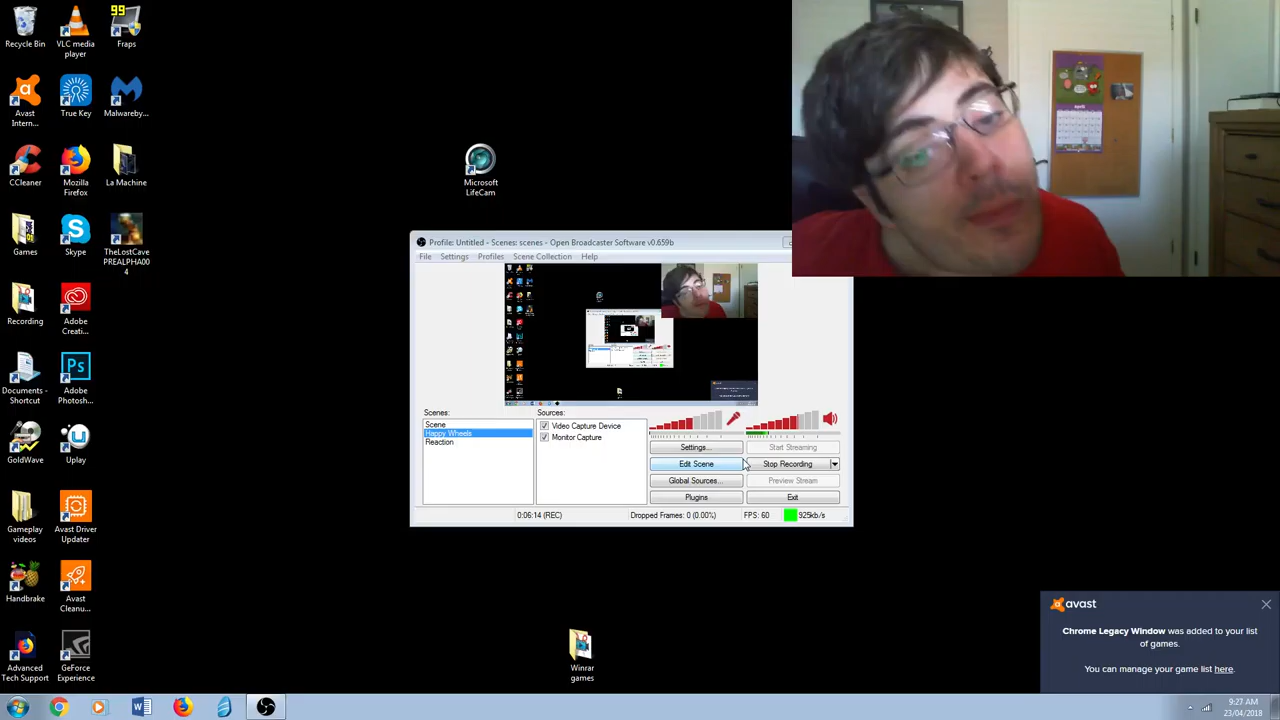 99
Recycle Bin
VLC media
player
Fraps
Avast
Intern...
True Key
Malwareby...
CCleaner
Mozilla
Firefox
La Machine
Games
Skype
TheLostCave
PREALPHA00
4
Recording
Adobe
Creati...
Documents -
Shortcut
Adobe
Photosh...
GoldWave
Uplay
Gameplay
videos
Avast Driver
Updater
Handbrake
Avast
Cleanu...
Advanced
Tech Support
GeForce
Experience
Microsoft
LifeCam
Profile: Untitled - Scenes: scenes - Open Broadcaster Software v0.659b
File Settings Profiles Scene Collection Help
Scenes:
Scene
Happy Wheels
Reaction
Sources:
Video Capture Device
Monitor Capture
Settings...
Start Streaming
Edit Scene
Stop Recording
Global Sources...
Preview Stream
Plugins
Exit
0:06:14 (REC)
Dropped Frames: 0 (0.00%)
FPS: 60
925kb/s
Winrar
games
avast
Chrome Legacy Window was added to your list
of games.
You can manage your game list here.
9:27 AM
23/04/2018